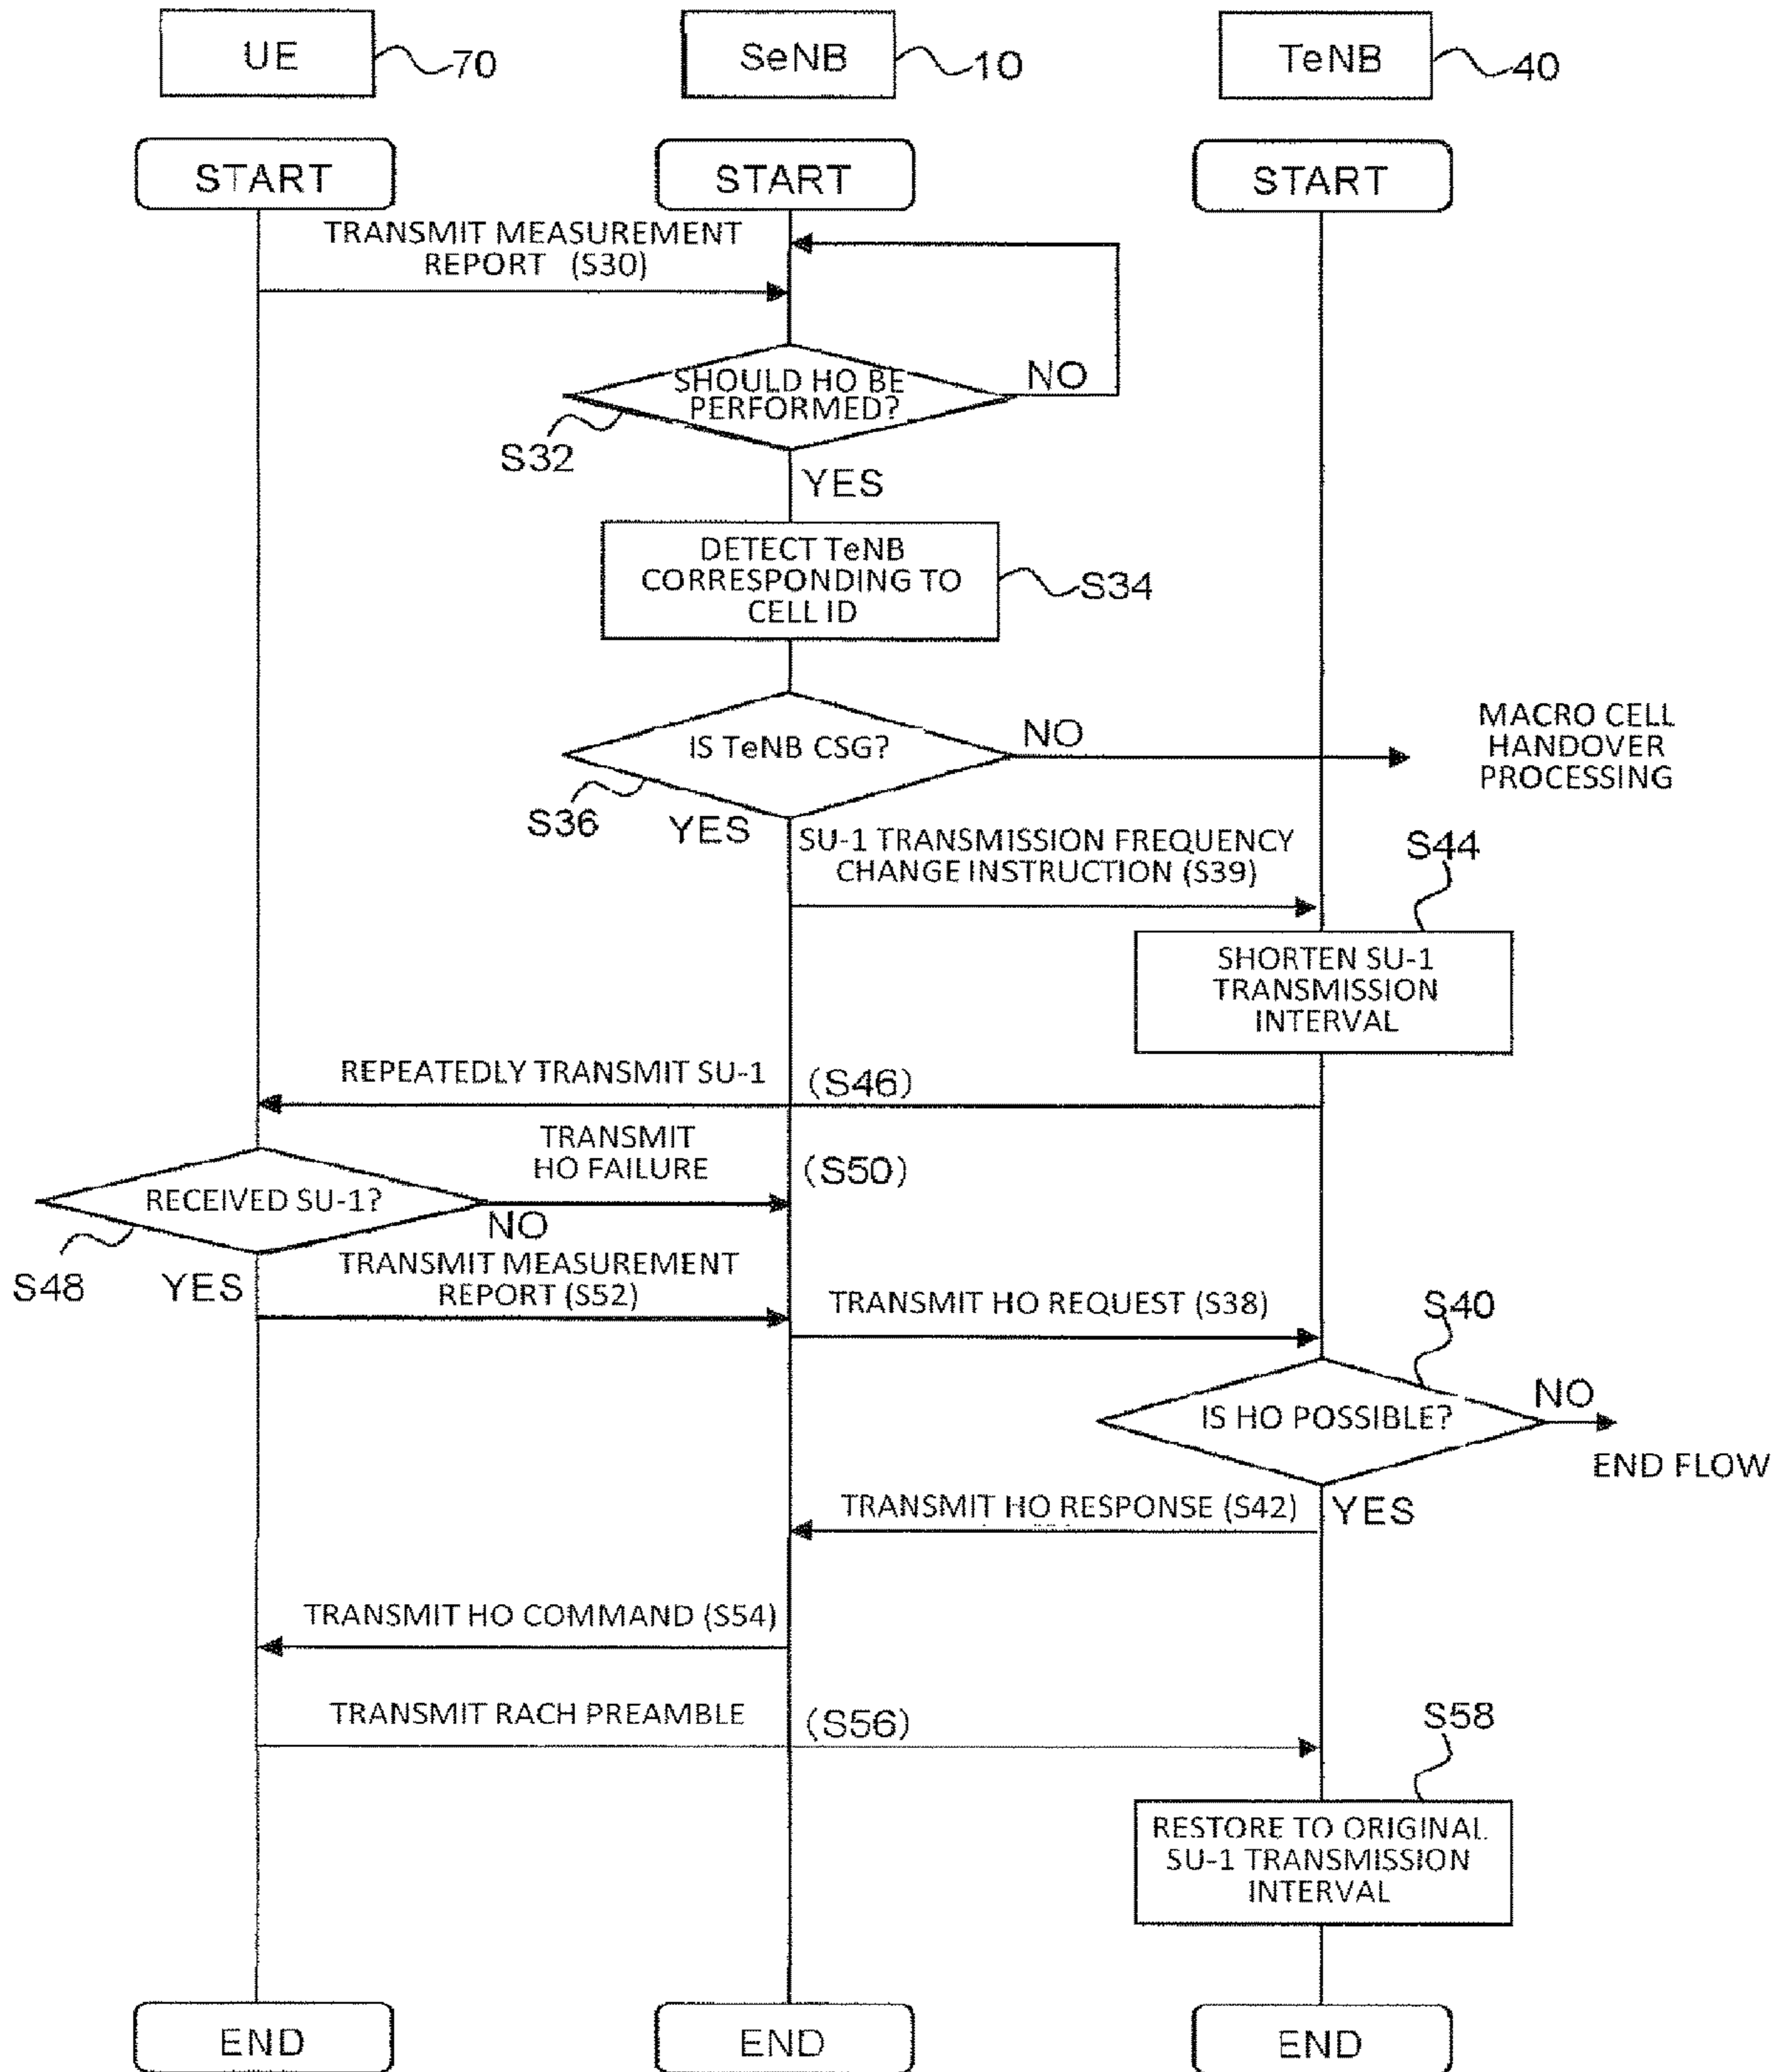 UE
70
SeNB
10
TeNB
40
START
START
START
TRANSMIT MEASUREMENT
REPORT (S30)
SHOULD HO BE
PERFORMED?
NO
S32
YES
DETECT TeNB
CORRESPONDING TO
CELL ID
S34
IS TeNB CSG?
NO
MACRO CELL
HANDOVER
PROCESSING
S36
YES
SU-1 TRANSMISSION FREQUENCY
CHANGE INSTRUCTION (S39)
S44
SHORTEN SU-1
TRANSMISSION
INTERVAL
REPEATEDLY TRANSMIT SU-1
(S46)
TRANSMIT
HO FAILURE
(S50)
RECEIVED SU-1?
NO
S48
YES
TRANSMIT MEASUREMENT
REPORT (S52)
TRANSMIT HO REQUEST (S38)
S40
IS HO POSSIBLE?
NO
END FLOW
TRANSMIT HO RESPONSE (S42)
YES
TRANSMIT HO COMMAND (S54)
TRANSMIT RACH PREAMBLE
(S56)
S58
RESTORE TO ORIGINAL
SU-1 TRANSMISSION
INTERVAL
END
END
END